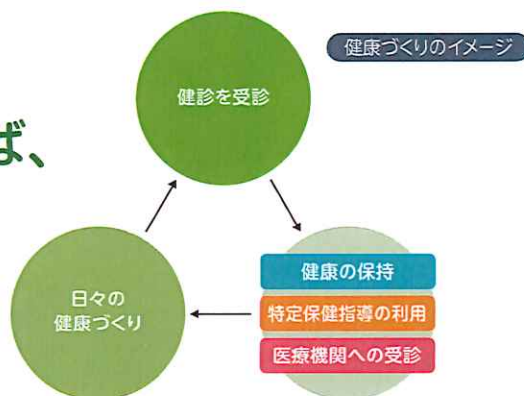 健康づくりのイメージ
ば、
健診を受診
健康の保持
特定保健指導の利用
医療機関への受診
日々の
健康づくり